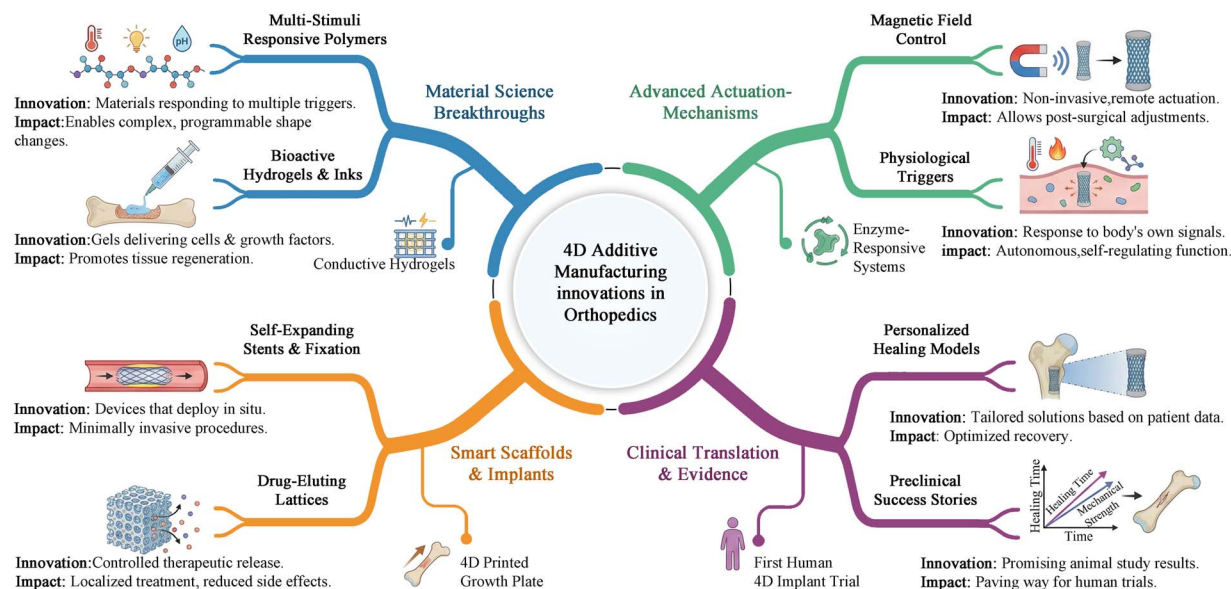 Multi-Stimuli
Responsive Polymers
pH
Innovation: Materials responding to multiple triggers.
Impact:Enables complex, programmable shape
changes.
Bioactive
Hydrogels & Inks
Innovation:Gels delivering cells & growth factors.
Impact: Promotes tissue regeneration.
Material Science
Breakthroughs
Conductive Hydrogels
Magnetic Field
Control
Innovation: Non-invasive,remote actuation.
Impact: Allows post-surgical adjustments.
Advanced Actuation-
Mechanisms
Physiological
Triggers
Innovation: Response to body's own signals.
impact: Autonomous,self-regulating function.
Enzyme-
Responsive
Systems
4D Additive
Manufacturing
innovations in
Orthopedics
Self-Expanding
Stents & Fixation
Innovation: Devices that deploy in situ.
Impact: Minimally invasive procedures.
Drug-Eluting
Lattices
Innovation:Controlled therapeutic release.
Impact: Localized treatment, reduced side effects.
Smart Scaffolds
& Implants
4D Printed
Growth Plate
Personalized
Healing Models
Innovation: Tailored solutions based on patient data.
Impact: Optimized recovery.
Clinical Translation
& Evidence
Preclinical
Success Stories
Healing Time
Healing Time
Mechanical
Strength
Time
Innovation: Promising animal study results.
Impact: Paving way for human trials.
First Human
4D Implant Trial